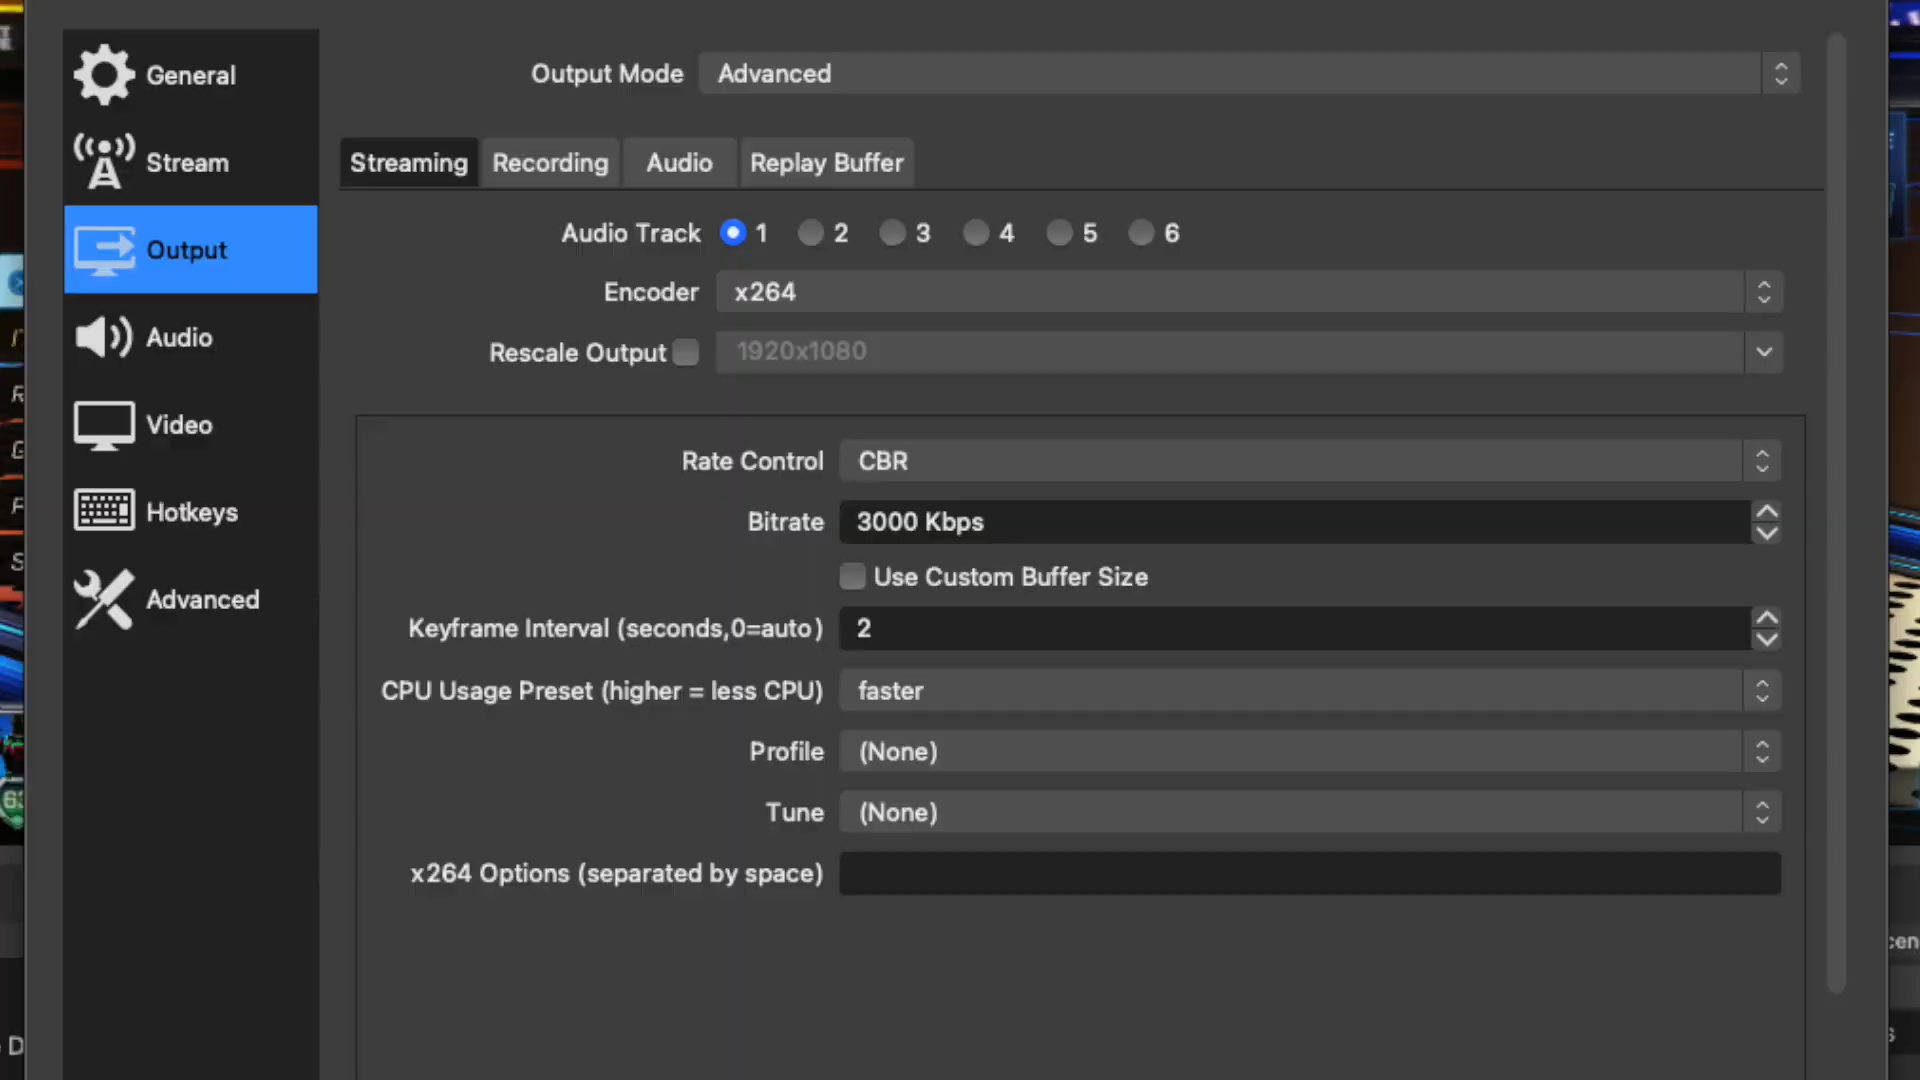 General
Stream
Output
Audio
Video
Hotkeys
Advanced
Output Mode Advanced
Streaming Recording Audio Replay Buffer
Audio Track 1 2 3 4 5 6
Encoder x264
Rescale Output 1920x1080
Rate Control CBR
Bitrate 3000 Kbps
Use Custom Buffer Size
Keyframe Interval (seconds,0=auto) 2
CPU Usage Preset (higher = less CPU) faster
Profile (None)
Tune (None)
x264 Options (separated by space)